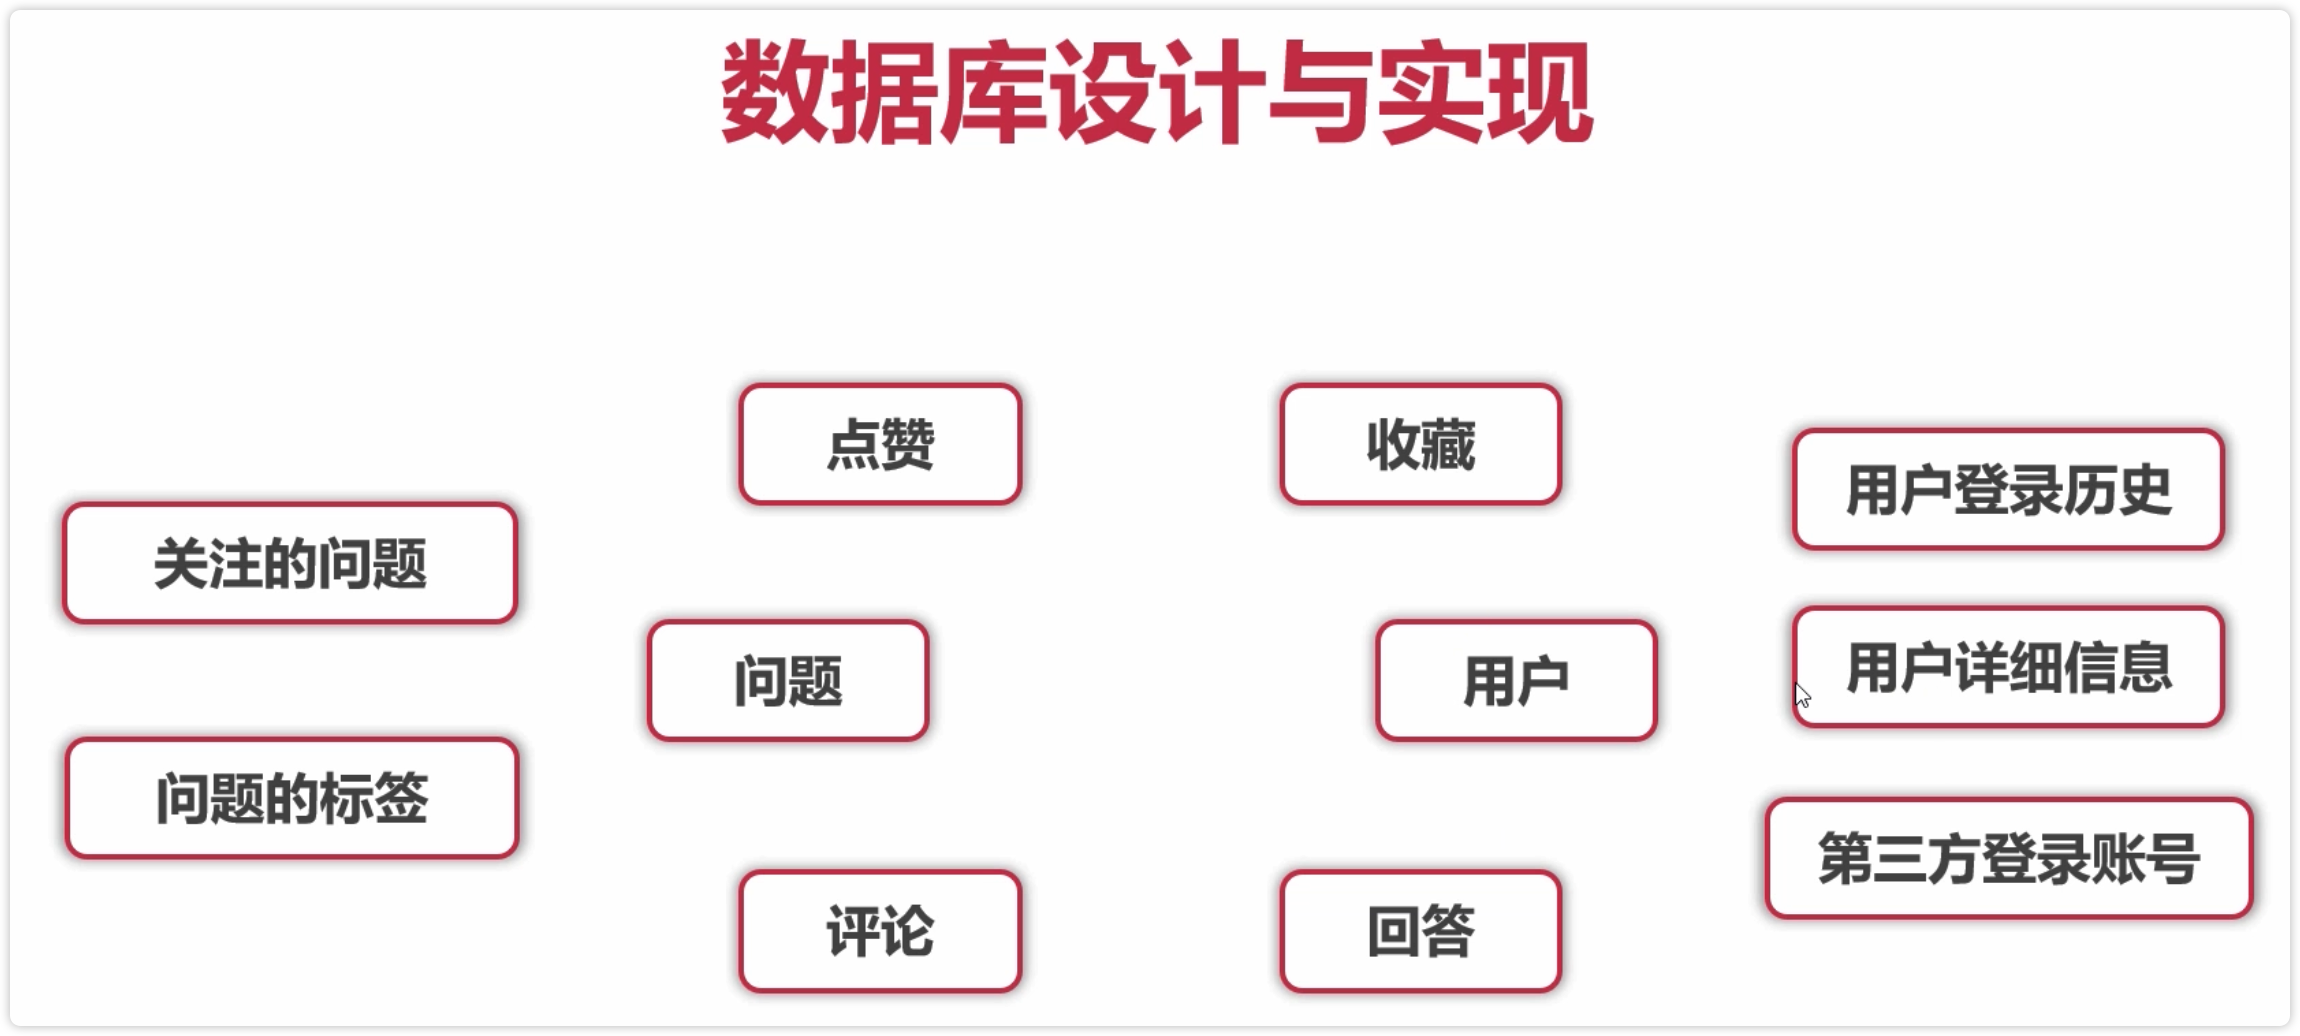 数据库设计与实现
点赞
收藏
用户登录历史
关注的问题
用户详细信息
问题
用户
问题的标签
第三方登录账号
评论
回答